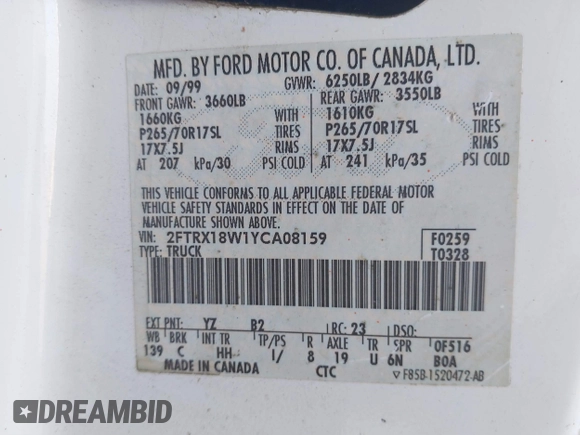 MFD. BY FORD MOTOR CO. OF CANADA, LTD.
DATE: 09/99 GVWR: 6250LB/ 2834KG
FRONT GAWR: 3660LB REAR GAWR: 3550LB
1660KG WITH 1610KG WITH
P265/70R17SL TIRES P265/70R17SL TIRES
17X7.5J RIMS 17X7.5J RIMS
AT 207 kPa/30 PSI COLD AT 241 kPa/35 PSI COLD
THIS VEHICLE CONFORMS TO ALL APPLICABLE FEDERAL MOTOR
VEHICLE SAFETY STANDARDS IN EFFECT ON THE DATE OF
MANUFACTURE SHOWN ABOVE.
VIN: 2FTRX18W1YCA08159 F0259
TYPE: TRUCK T0328
EXT PNT: YZ B2 RC: 23 DSO:
WB BRK INT TR TP/PS R AXLE TR SPR 0F516
139 C HH 1/ 8 19 U 6N B0A
MADE IN CANADA CTC F85B-1520472-AB
DREAMBID